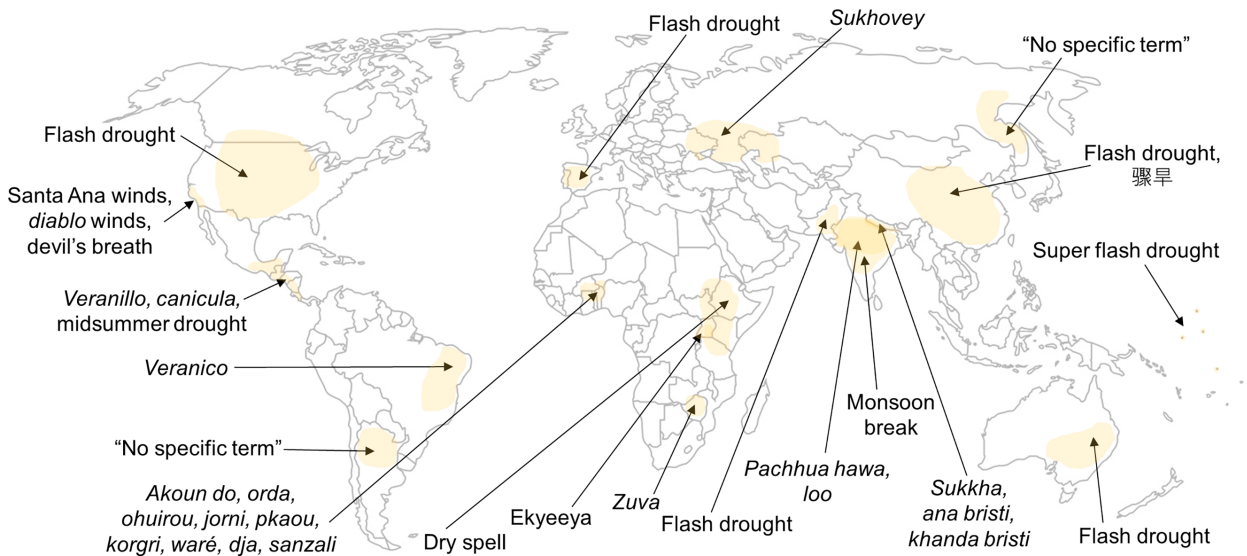 Flash drought
Sukhovey
"No specific term"
Flash drought
Flash drought,
骤旱
Santa Ana winds,
diablo winds,
devil's breath
Super flash drought
Veranillo, canicula,
midsummer drought
Veranico
Monsoon
break
"No specific term"
Pachhua hawa,
loo
Akoun do, orda,
ohuirou, jorni, pkaou,
korgri, waré, dja, sanzali
Dry spell
Ekyeeya
Zuva
Flash drought
Sukkha,
ana bristi,
khanda bristi
Flash drought